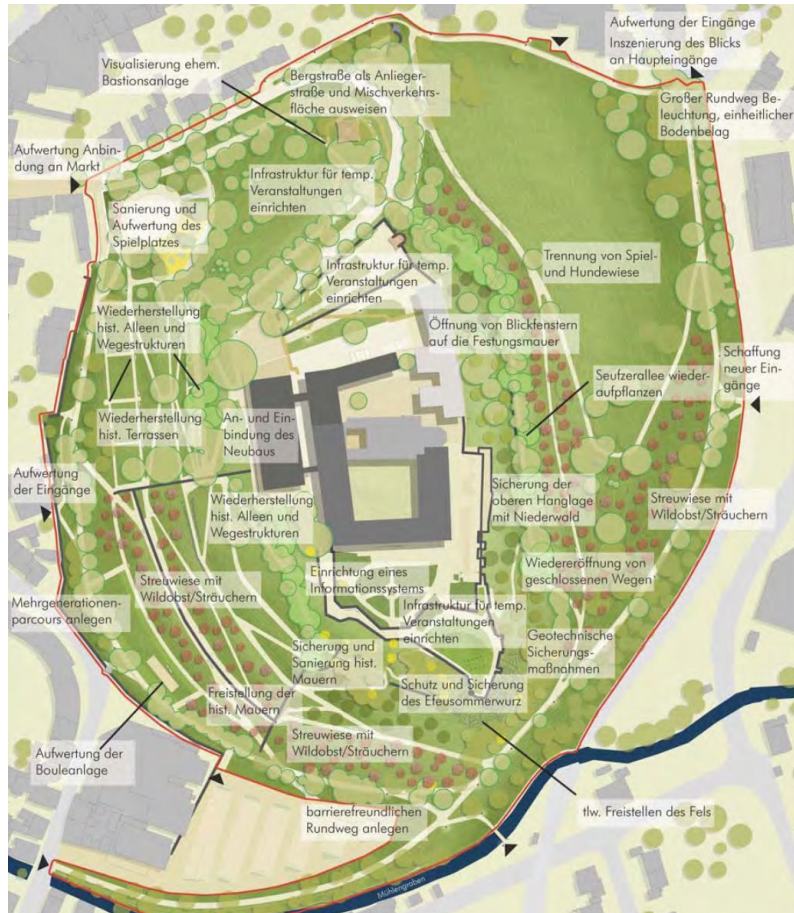 Aufwertung der Eingänge
Inszenierung des Blicks
an Haupteingänge
Visualisierung ehem.
Bastionsanlage
Bergstraße als Anlieger-
straße und Mischverkehrs-
fläche ausweisen
Großer Rundweg Be-
leuchtung, einheitlicher
Bodenbelag
Aufwertung Anbin-
dung an Markt
Infrastruktur für temp.
Veranstaltungen
einrichten
Sanierung und
Aufwertung des
Spielplatzes
Infrastruktur für temp.
Veranstaltungen
einrichten
Trennung von Spiel-
und Hundewiese
Wiederherstellung
hist. Alleen und
Wegestrukturen
Öffnung von Blickfenstern
auf die Festungsmauer
Schaffung
neuer Ein-
gänge
Seufzerallee wieder-
aufpflanzen
Wiederherstellung
hist. Terrassen
An- und Ein-
bindung des
Neubaus
Aufwertung
der Eingänge
Wiederherstellung
hist. Alleen und
Wegestrukturen
Sicherung der
oberen Hanglage
mit Niederwald
Streuwiese mit
Wildobst/Sträuchern
Streuwiese mit
Wildobst/Sträuchern
Einrichtung eines
Informationssystems
Wiedereröffnung von
geschlossenen Wegen
Mehrgenerationen-
parcours anlegen
Infrastruktur für temp.
Veranstaltungen
einrichten
Geotechnische
Sicherungs-
maßnahmen
Sicherung und
Sanierung hist.
Mauern
Freistellung der
hist. Mauern
Schutz und Sicherung
des Efeusommerwurz
Streuwiese mit
Wildobst/Sträuchern
Aufwertung der
Bouleanlage
barrierefreundlichen
Rundweg anlegen
tlw. Freistellen des Fels
Mühlengraben